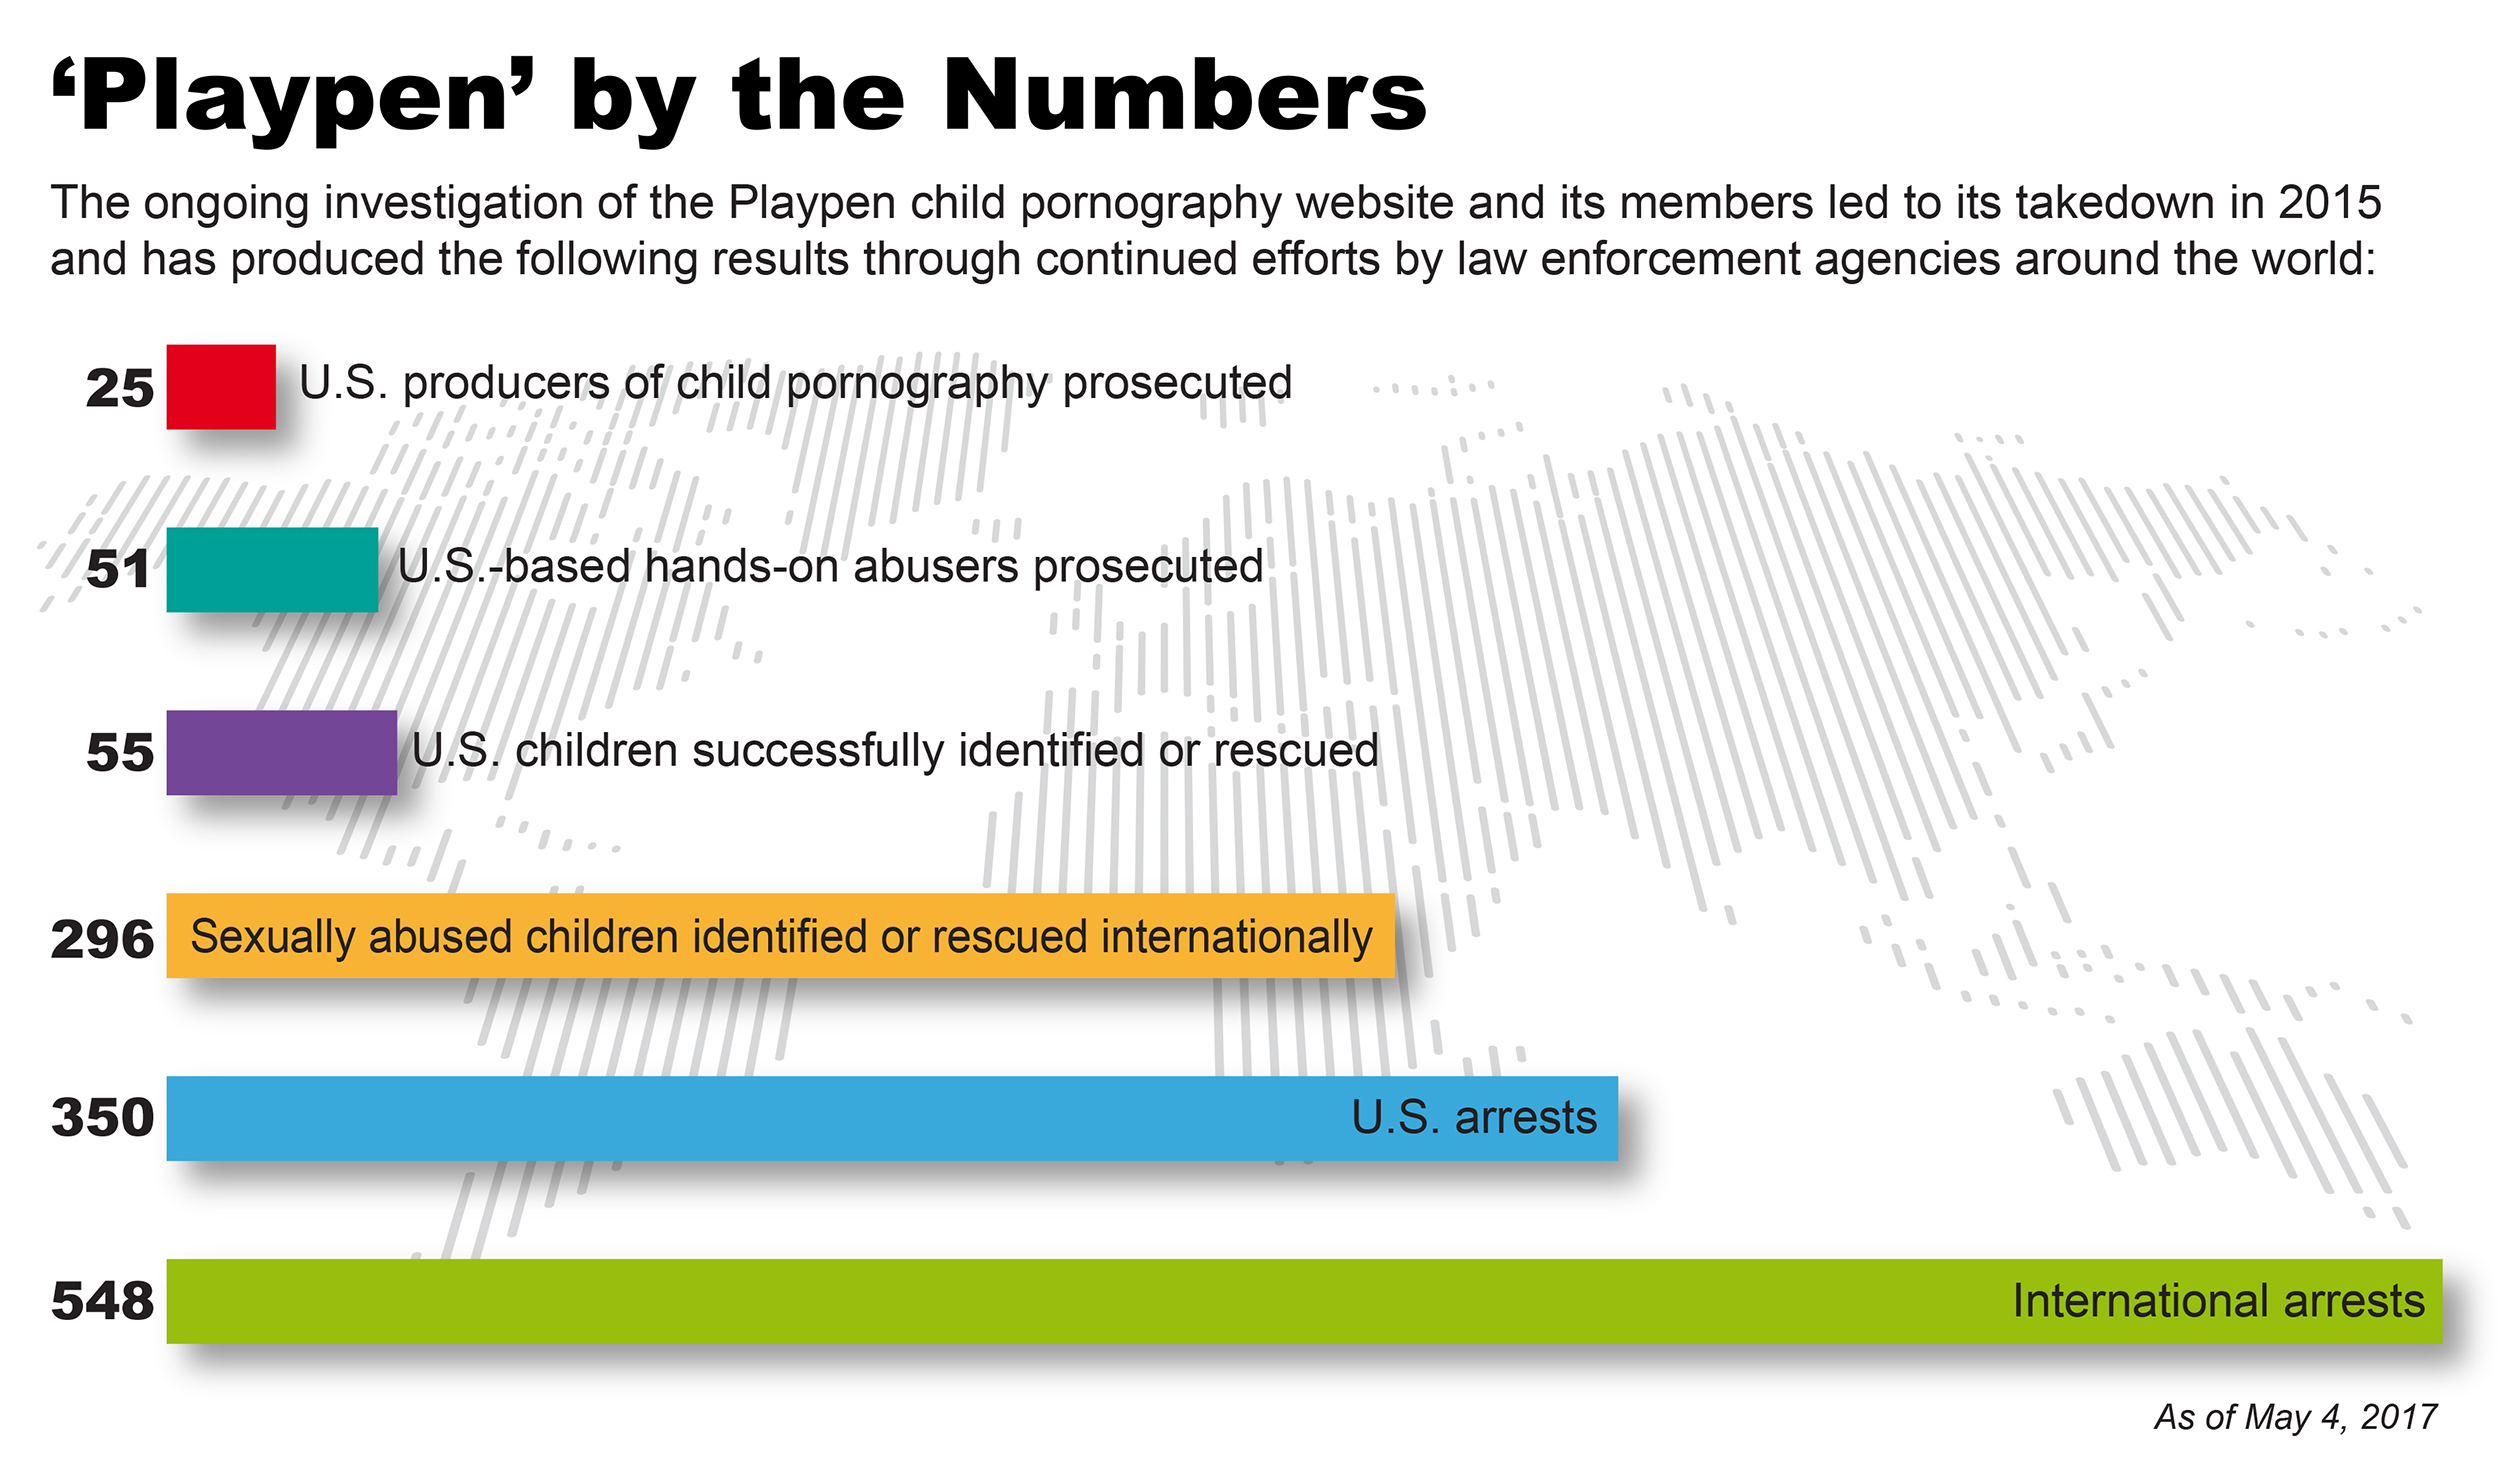 ‘Playpen’ by the Numbers
The ongoing investigation of the Playpen child pornography website and its members led to its takedown in 2015
and has produced the following results through continued efforts by law enforcement agencies around the world:
25 U.S. producers of child pornography prosecuted
51 U.S.-based hands-on abusers prosecuted
55 U.S. children successfully identified or rescued
296 Sexually abused children identified or rescued internationally
350 U.S. arrests
548 International arrests
As of May 4, 2017